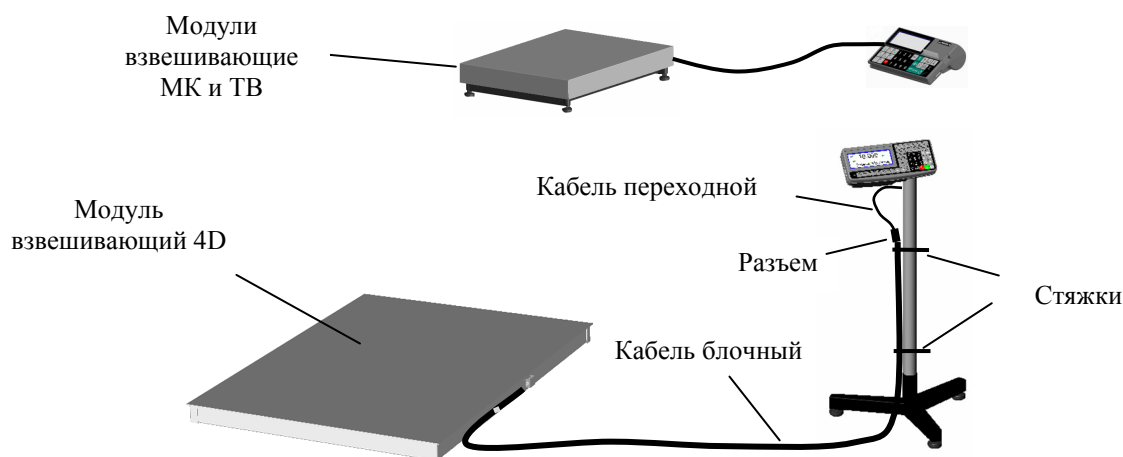 Модули
взвешивающие
МК и ТВ
Кабель переходной
Модуль
взвешивающий 4D
Разъем
Стяжки
Кабель блочный